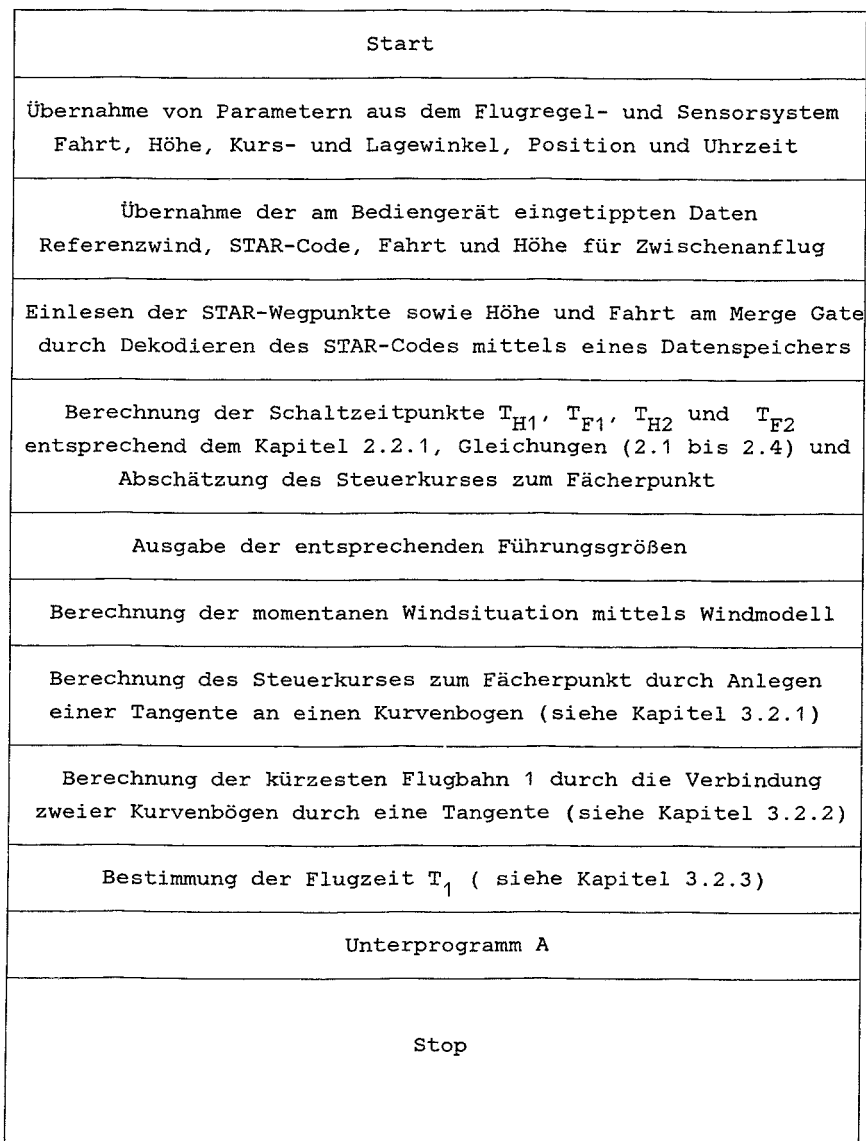 Start
Übernahme von Parametern aus dem Flugregel- und Sensorsystem
Fahrt, Höhe, Kurs- und Lagewinkel, Position und Uhrzeit
Übernahme der am Bediengerät eingetippten Daten
Referenzwind, STAR-Code, Fahrt und Höhe für Zwischenanflug
Einlesen der STAR-Wegpunkte sowie Höhe und Fahrt am Merge Gate
durch Dekodieren des STAR-Codes mittels eines Datenspeichers
Berechnung der Schaltzeitpunkte T_H1, T_F1, T_H2 und T_F2
entsprechend dem Kapitel 2.2.1, Gleichungen (2.1 bis 2.4) und
Abschätzung des Steuerkurses zum Fächerpunkt
Ausgabe der entsprechenden Führungsgrößen
Berechnung der momentanen Windsituation mittels Windmodell
Berechnung des Steuerkurses zum Fächerpunkt durch Anlegen
einer Tangente an einen Kurvenbogen (siehe Kapitel 3.2.1)
Berechnung der kürzesten Flugbahn 1 durch die Verbindung
zweier Kurvenbögen durch eine Tangente (siehe Kapitel 3.2.2)
Bestimmung der Flugzeit T_1 ( siehe Kapitel 3.2.3)
Unterprogramm A
Stop